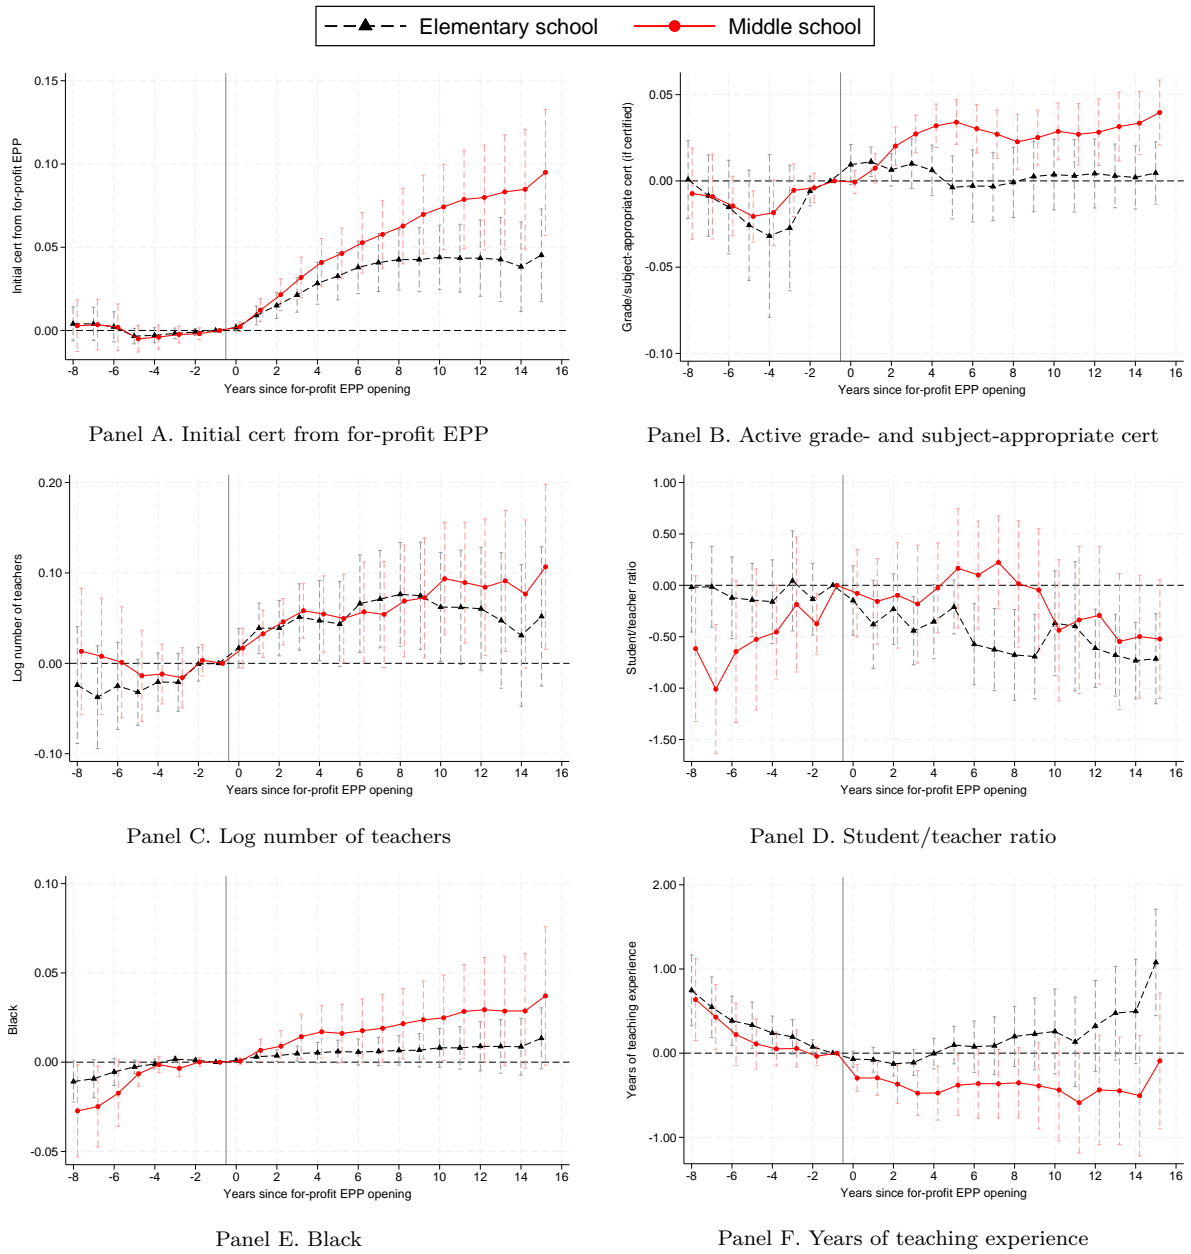 Elementary school Middle school
Initial cert from for-profit EPP
0.15
0.10
0.05
0.00
-8 -6 -4 -2 0 2 4 6 8 10 12 14 16
Years since for-profit EPP opening
Panel A. Initial cert from for-profit EPP
Grade/subject-appropriate cert (if certified)
0.05
0.00
-0.05
-0.10
-8 -6 -4 -2 0 2 4 6 8 10 12 14 16
Years since for-profit EPP opening
Panel B. Active grade- and subject-appropriate cert
Log number of teachers
0.20
0.10
0.00
-0.10
-8 -6 -4 -2 0 2 4 6 8 10 12 14 16
Years since for-profit EPP opening
Panel C. Log number of teachers
Student/teacher ratio
1.00
0.50
0.00
-0.50
-1.00
-1.50
-8 -6 -4 -2 0 2 4 6 8 10 12 14 16
Years since for-profit EPP opening
Panel D. Student/teacher ratio
Black
0.10
0.05
0.00
-0.05
-8 -6 -4 -2 0 2 4 6 8 10 12 14 16
Years since for-profit EPP opening
Panel E. Black
Years of teaching experience
2.00
1.00
0.00
-1.00
-8 -6 -4 -2 0 2 4 6 8 10 12 14 16
Years since for-profit EPP opening
Panel F. Years of teaching experience